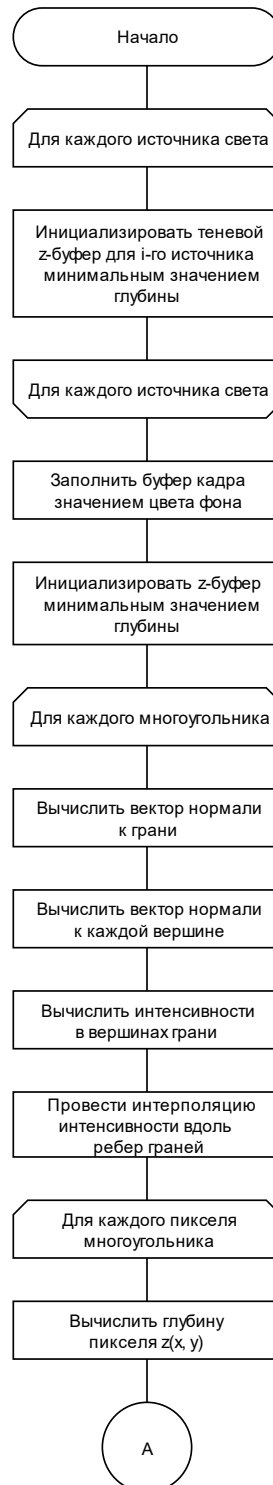 Начало
Для каждого источника света
Инициализировать теневой
z-буфер для i-го источника
минимальным значением
глубины
Для каждого источника света
Заполнить буфер кадра
значением цвета фона
Инициализировать z-буфер
минимальным значением
глубины
Для каждого многоугольника
Вычислить вектор нормали
к грани
Вычислить вектор нормали
к каждой вершине
Вычислить интенсивности
в вершинах грани
Провести интерполяцию
интенсивности вдоль
ребер граней
Для каждого пикселя
многоугольника
Вычислить глубину
пикселя z(x, y)
А